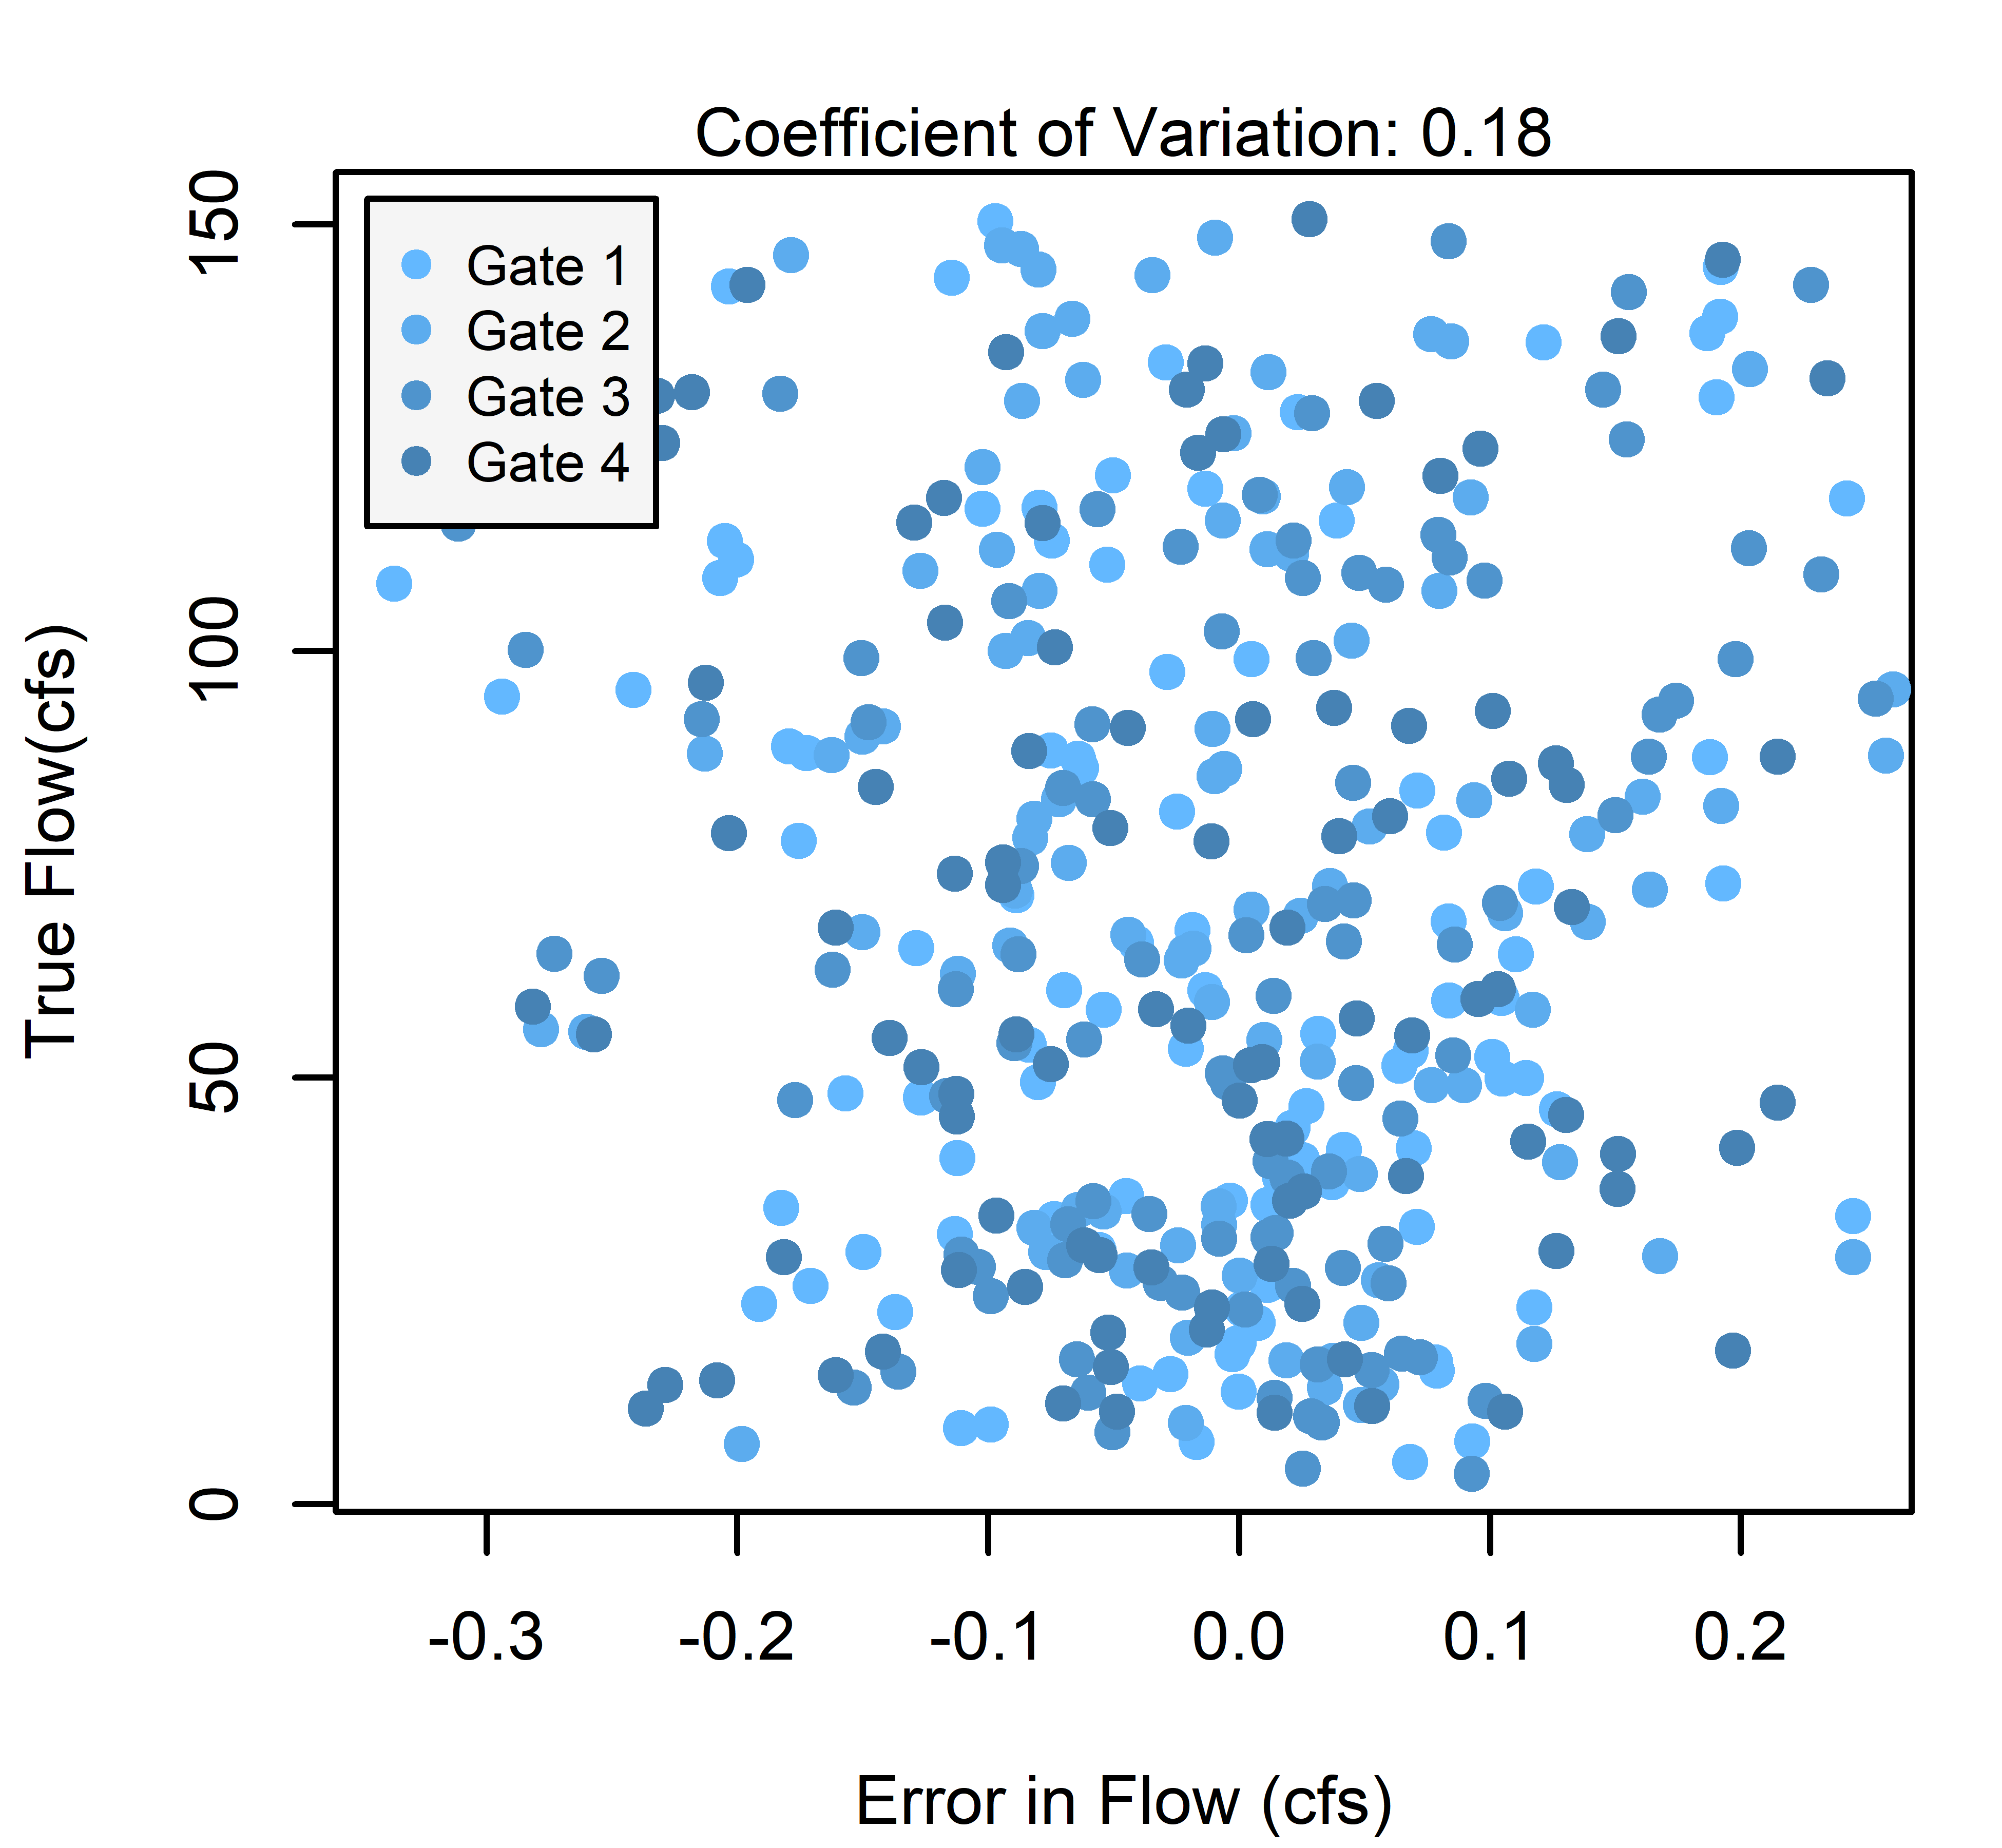 Coefficient of Variation: 0.18
150
100
50
0
True Flow(cfs)
Gate 1
Gate 2
Gate 3
Gate 4
-0.3 -0.2 -0.1 0.0 0.1 0.2
Error in Flow (cfs)